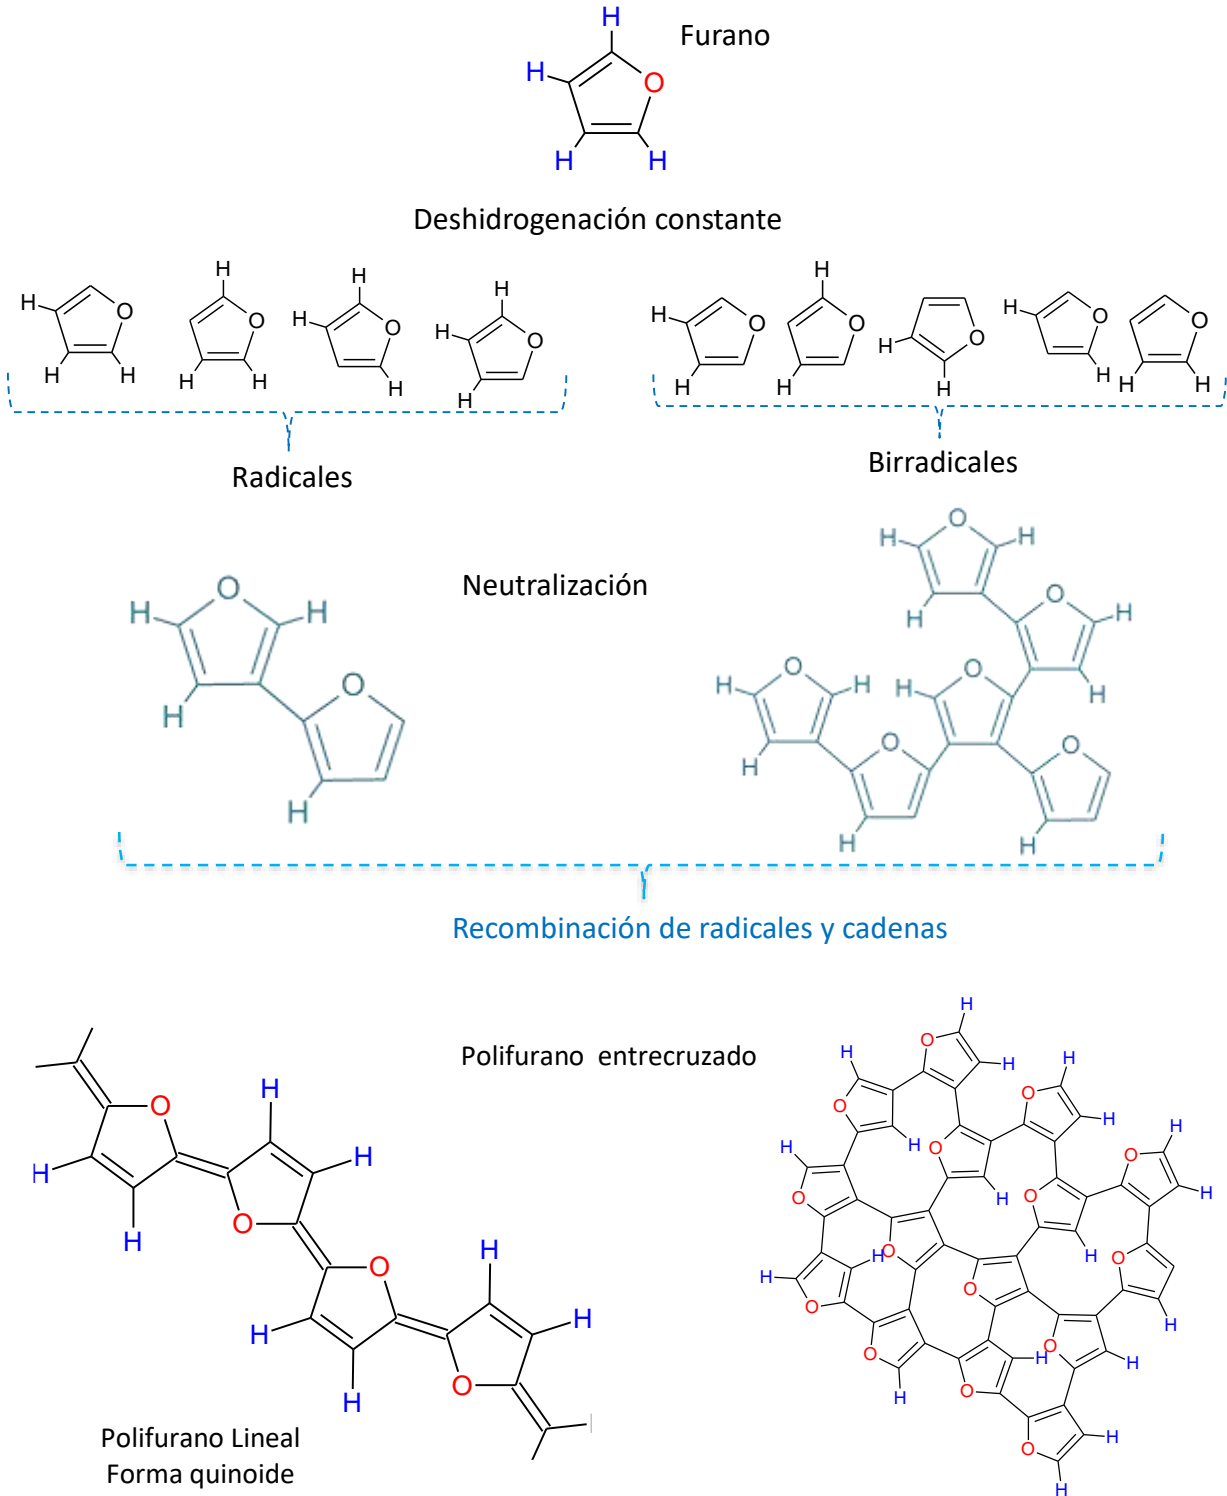 Furano
Deshidrogenación constante
Radicales
Birradicales
Neutralización
Recombinación de radicales y cadenas
Polifurano entrecruzado
Polifurano Lineal
Forma quinoide